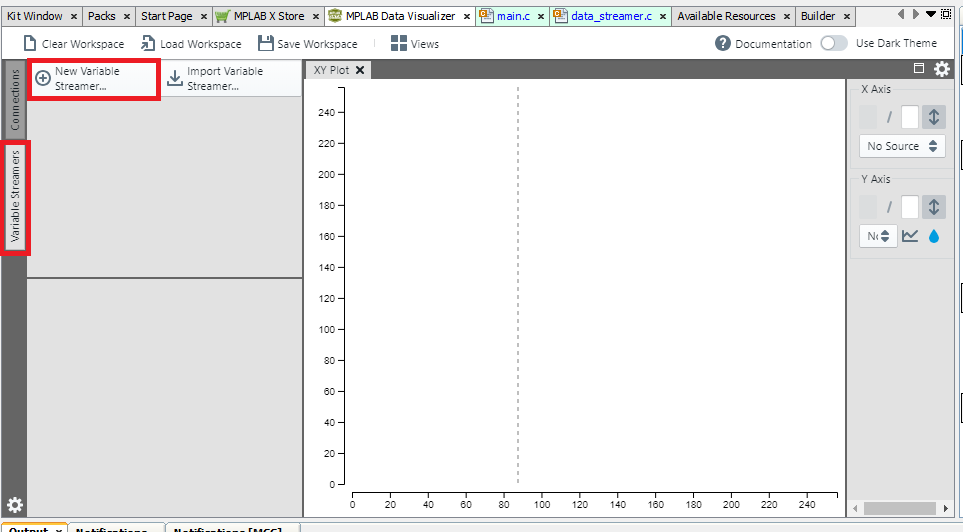 Kit Window × Packs × Start Page × MPLAB X Store × MPLAB Data Visualizer × main.c × data_streamer.c × Available Resources × Builder ×
Clear Workspace Load Workspace Save Workspace Views Documentation Use Dark Theme
Connections
Variable Streamers
New Variable
Streamer...
Import Variable
Streamer...
XY Plot
240
220
200
180
160
140
120
100
80
60
40
20
0
0 20 40 60 80 100 120 140 160 180 200 220 240
X Axis
/
No Source
Y Axis
/
Output × Notifications Notifications [MCC]